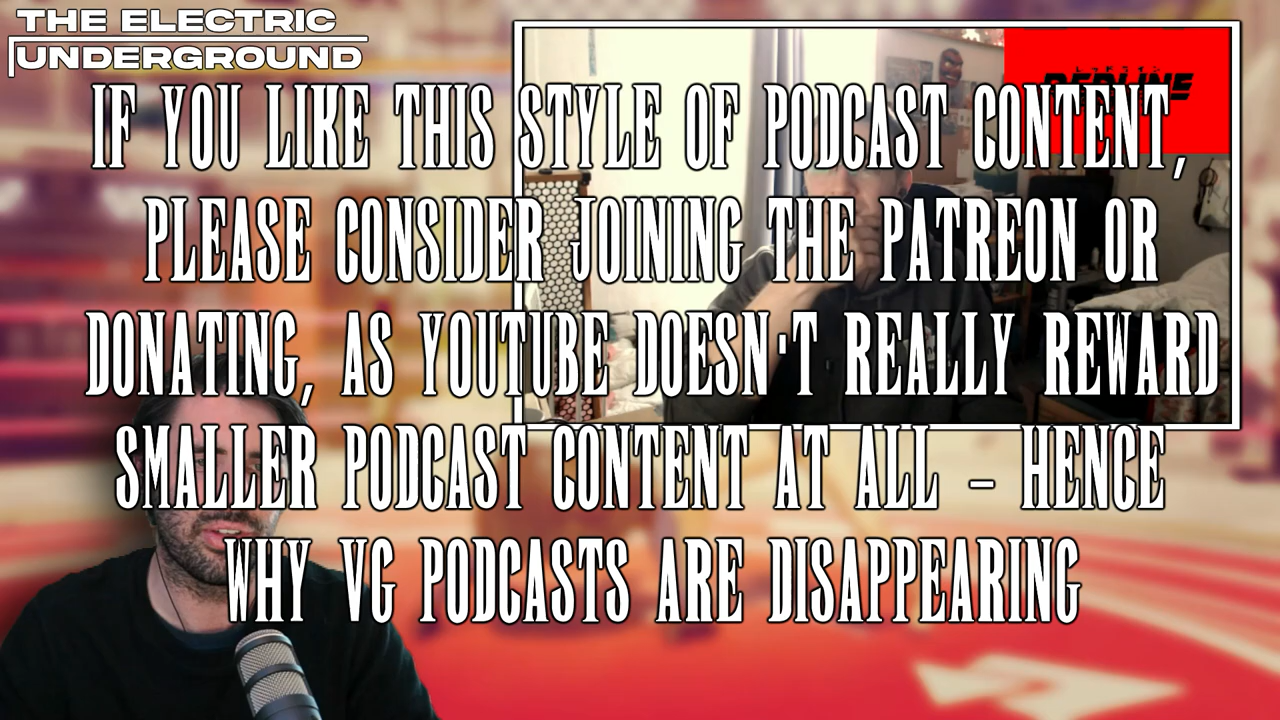 THE ELECTRIC
UNDERGROUND
REDLINE
IF YOU LIKE THIS STYLE OF PODCAST CONTENT,
PLEASE CONSIDER JOINING THE PATREON OR
DONATING, AS YOUTUBE DOESN'T REALLY REWARD
SMALLER PODCAST CONTENT AT ALL - HENCE
WHY VG PODCASTS ARE DISAPPEARING